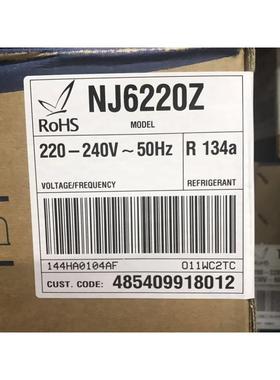 NJ6220Z
RoHS
MODEL
220–240V ~ 50Hz
R 134a
VOLTAGE/FREQUENCY
REFRIGERANT
144HA0104AF
011WC2TC
CUST. CODE: 485409918012